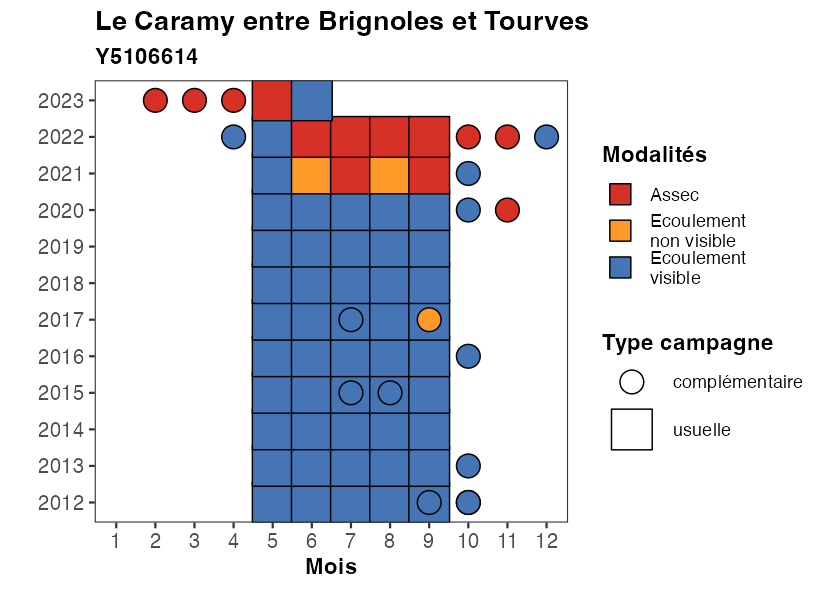 Le Caramy entre Brignoles et Tourves
Y5106614
2023
2022
2021
2020
2019
2018
2017
2016
2015
2014
2013
2012
1 2 3 4 5 6 7 8 9 10 11 12
Mois
Modalités
Assec
Ecoulement
non visible
Ecoulement
visible
Type campagne
complémentaire
usuelle